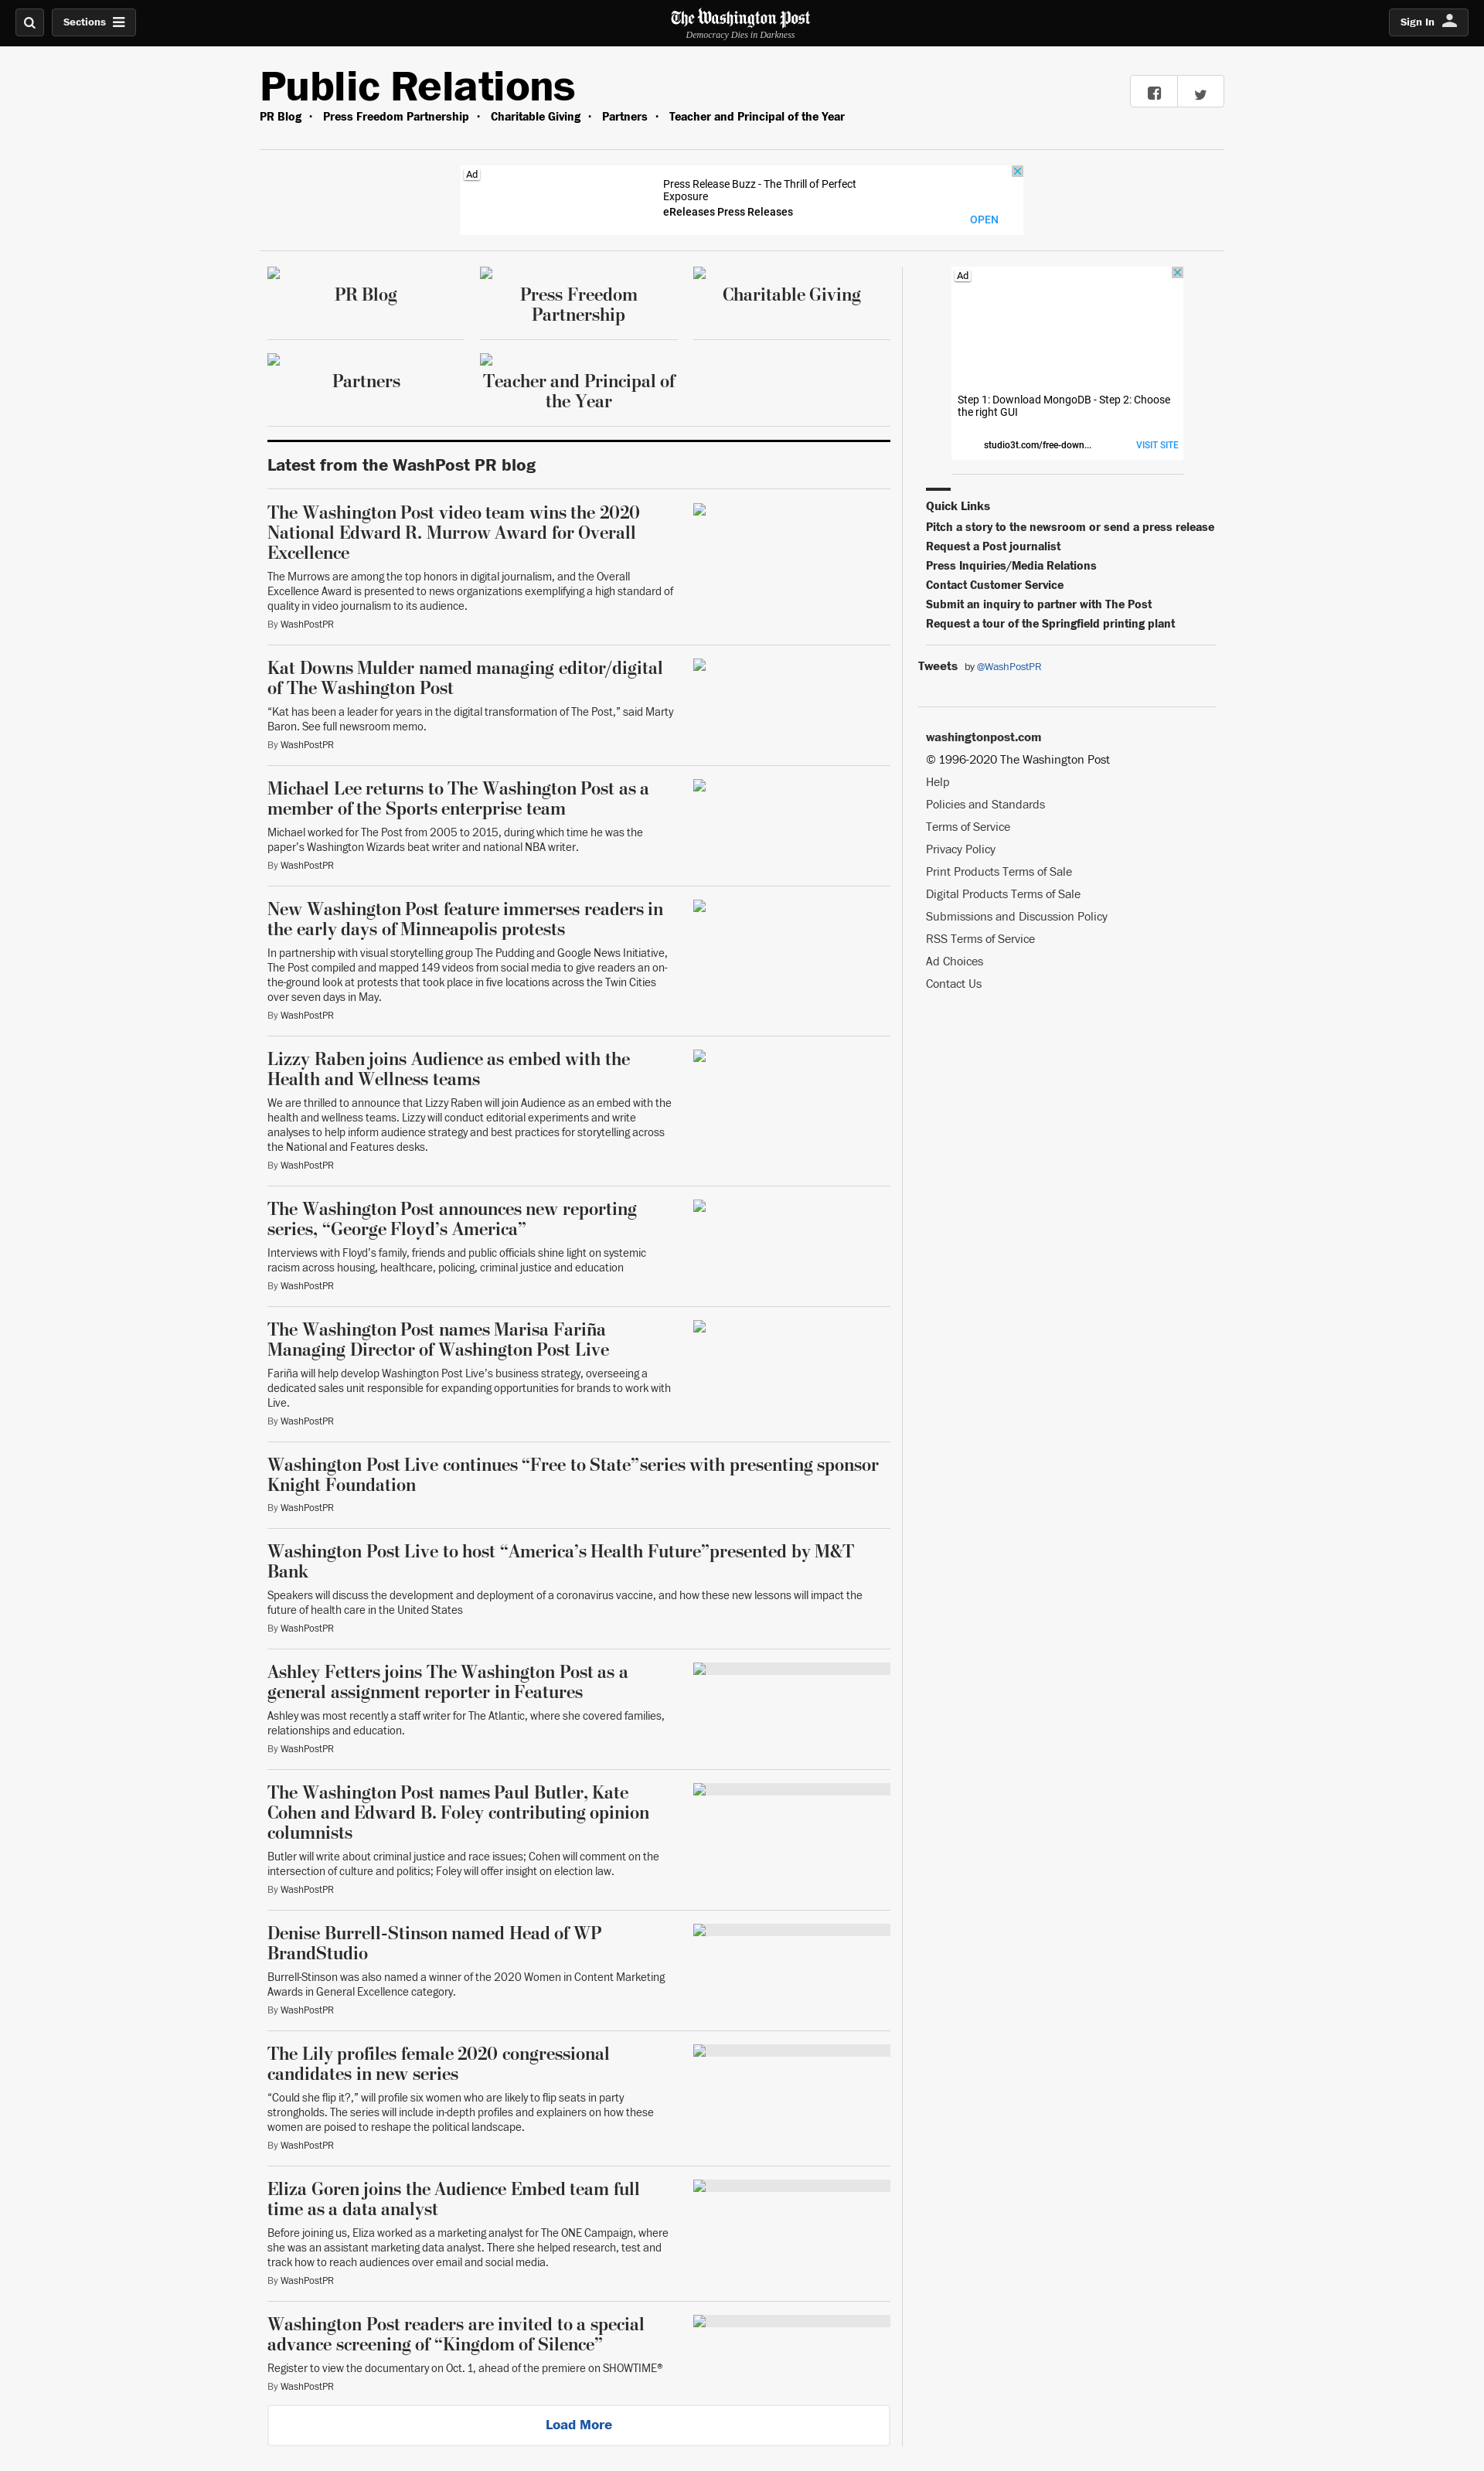 Sections
The Washington Post
Democracy Dies in Darkness
Sign In
Public Relations
PR Blog • Press Freedom Partnership • Charitable Giving • Partners • Teacher and Principal of the Year
Ad
Press Release Buzz - The Thrill of Perfect
Exposure
eReleases Press Releases
OPEN
PR Blog
Press Freedom
Partnership
Charitable Giving
Partners
Teacher and Principal of
the Year
Latest from the WashPost PR blog
The Washington Post video team wins the 2020
National Edward R. Murrow Award for Overall
Excellence
The Murrows are among the top honors in digital journalism, and the Overall
Excellence Award is presented to news organizations exemplifying a high standard of
quality in video journalism to its audience.
By WashPostPR
Kat Downs Mulder named managing editor/digital
of The Washington Post
“Kat has been a leader for years in the digital transformation of The Post,” said Marty
Baron. See full newsroom memo.
By WashPostPR
Michael Lee returns to The Washington Post as a
member of the Sports enterprise team
Michael worked for The Post from 2005 to 2015, during which time he was the
paper’s Washington Wizards beat writer and national NBA writer.
By WashPostPR
New Washington Post feature immerses readers in
the early days of Minneapolis protests
In partnership with visual storytelling group The Pudding and Google News Initiative,
The Post compiled and mapped 149 videos from social media to give readers an on-
the-ground look at protests that took place in five locations across the Twin Cities
over seven days in May.
By WashPostPR
Lizzy Raben joins Audience as embed with the
Health and Wellness teams
We are thrilled to announce that Lizzy Raben will join Audience as an embed with the
health and wellness teams. Lizzy will conduct editorial experiments and write
analyses to help inform audience strategy and best practices for storytelling across
the National and Features desks.
By WashPostPR
The Washington Post announces new reporting
series, “George Floyd’s America”
Interviews with Floyd’s family, friends and public officials shine light on systemic
racism across housing, healthcare, policing, criminal justice and education
By WashPostPR
The Washington Post names Marisa Fariña
Managing Director of Washington Post Live
Fariña will help develop Washington Post Live’s business strategy, overseeing a
dedicated sales unit responsible for expanding opportunities for brands to work with
Live.
By WashPostPR
Washington Post Live continues “Free to State” series with presenting sponsor
Knight Foundation
By WashPostPR
Washington Post Live to host “America’s Health Future”presented by M&T
Bank
Speakers will discuss the development and deployment of a coronavirus vaccine, and how these new lessons will impact the
future of health care in the United States
By WashPostPR
Ashley Fetters joins The Washington Post as a
general assignment reporter in Features
Ashley was most recently a staff writer for The Atlantic, where she covered families,
relationships and education.
By WashPostPR
The Washington Post names Paul Butler, Kate
Cohen and Edward B. Foley contributing opinion
columnists
Butler will write about criminal justice and race issues; Cohen will comment on the
intersection of culture and politics; Foley will offer insight on election law.
By WashPostPR
Denise Burrell-Stinson named Head of WP
BrandStudio
Burrell-Stinson was also named a winner of the 2020 Women in Content Marketing
Awards in General Excellence category.
By WashPostPR
The Lily profiles female 2020 congressional
candidates in new series
“Could she flip it?,” will profile six women who are likely to flip seats in party
strongholds. The series will include in-depth profiles and explainers on how these
women are poised to reshape the political landscape.
By WashPostPR
Eliza Goren joins the Audience Embed team full
time as a data analyst
Before joining us, Eliza worked as a marketing analyst for The ONE Campaign, where
she was an assistant marketing data analyst. There she helped research, test and
track how to reach audiences over email and social media.
By WashPostPR
Washington Post readers are invited to a special
advance screening of “Kingdom of Silence”
Register to view the documentary on Oct. 1, ahead of the premiere on SHOWTIME®
By WashPostPR
Load More
Ad
Step 1: Download MongoDB - Step 2: Choose
the right GUI
studio3t.com/free-down...
VISIT SITE
Quick Links
Pitch a story to the newsroom or send a press release
Request a Post journalist
Press Inquiries/Media Relations
Contact Customer Service
Submit an inquiry to partner with The Post
Request a tour of the Springfield printing plant
Tweets by @WashPostPR
washingtonpost.com
© 1996-2020 The Washington Post
Help
Policies and Standards
Terms of Service
Privacy Policy
Print Products Terms of Sale
Digital Products Terms of Sale
Submissions and Discussion Policy
RSS Terms of Service
Ad Choices
Contact Us